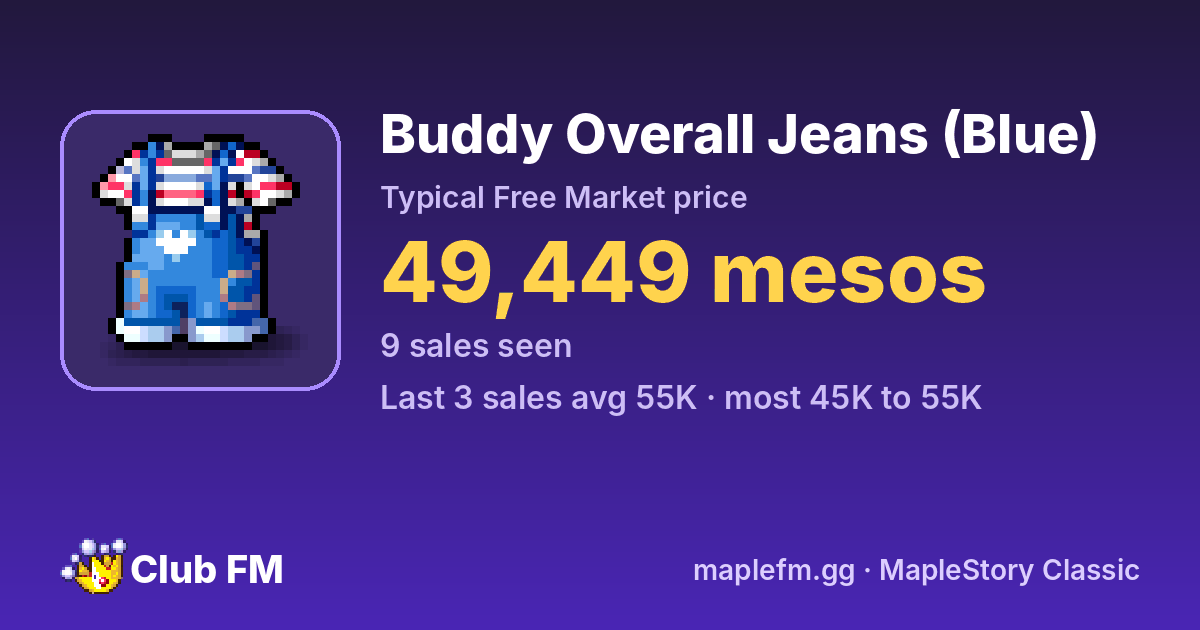 Buddy Overall Jeans (Blue)
Typical Free Market price
49,449 mesos
9 sales seen
Last 3 sales avg 55K · most 45K to 55K
Club FM
maplefm.gg · MapleStory Classic